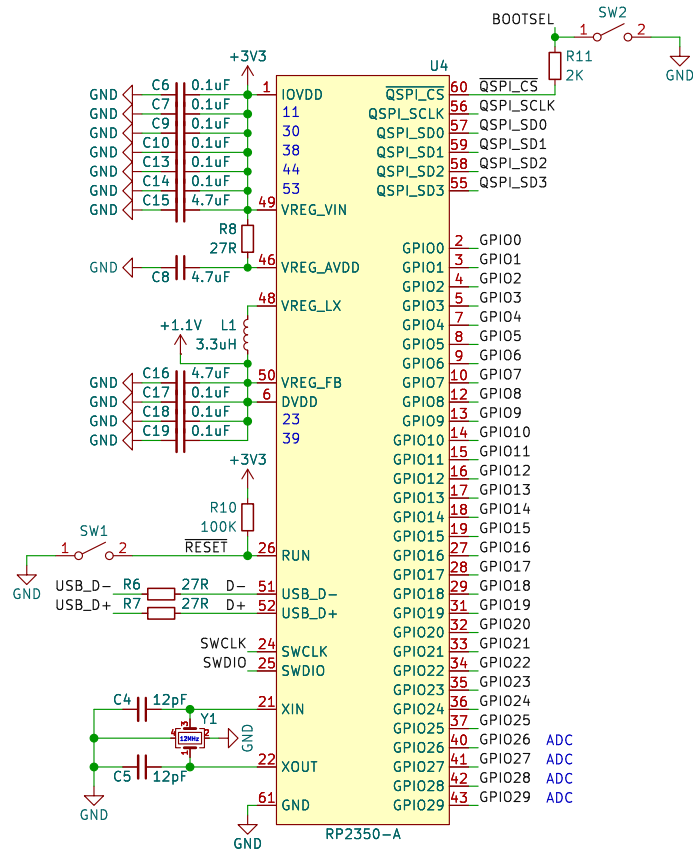 BOOTSEL SW2
1 2
R11
2K
GND
+3V3
U4
C6 0.1uF
GND 1 IOVDD
C7 0.1uF
GND 11
C9 0.1uF
GND 30
C10 0.1uF
GND 38
C13 0.1uF
GND 44
C14 0.1uF
GND 53
C15 4.7uF
GND 49 VREG_VIN
R8
27R
GND 46 VREG_AVDD
C8 4.7uF
48 VREG_LX
+1.1V L1
3.3uH
C16 4.7uF
GND 50 VREG_FB
C17 0.1uF
GND 6 DVDD
C18 0.1uF
GND 23
C19 0.1uF
GND 39
+3V3
R10
100K
SW1
1 2 RESET 26 RUN
GND
USB_D- R6 27R D- 51 USB_D-
USB_D+ R7 27R D+ 52 USB_D+
SWCLK 24 SWCLK
SWDIO 25 SWDIO
C4 12pF 21 XIN
Y1
3
4 12MHz 2 GND
1
C5 12pF 22 XOUT
GND
61 GND
GND
QSPI_CS 60 QSPI_CS
QSPI_SCLK 56 QSPI_SCLK
QSPI_SD0 57 QSPI_SD0
QSPI_SD1 59 QSPI_SD1
QSPI_SD2 58 QSPI_SD2
QSPI_SD3 55 QSPI_SD3
GPIO0 2 GPIO0
GPIO1 3 GPIO1
GPIO2 4 GPIO2
GPIO3 5 GPIO3
GPIO4 7 GPIO4
GPIO5 8 GPIO5
GPIO6 9 GPIO6
GPIO7 10 GPIO7
GPIO8 12 GPIO8
GPIO9 13 GPIO9
GPIO10 14 GPIO10
GPIO11 15 GPIO11
GPIO12 16 GPIO12
GPIO13 17 GPIO13
GPIO14 18 GPIO14
GPIO15 19 GPIO15
GPIO16 27 GPIO16
GPIO17 28 GPIO17
GPIO18 29 GPIO18
GPIO19 31 GPIO19
GPIO20 32 GPIO20
GPIO21 33 GPIO21
GPIO22 34 GPIO22
GPIO23 35 GPIO23
GPIO24 36 GPIO24
GPIO25 37 GPIO25
GPIO26 40 GPIO26 ADC
GPIO27 41 GPIO27 ADC
GPIO28 42 GPIO28 ADC
GPIO29 43 GPIO29 ADC
RP2350-A